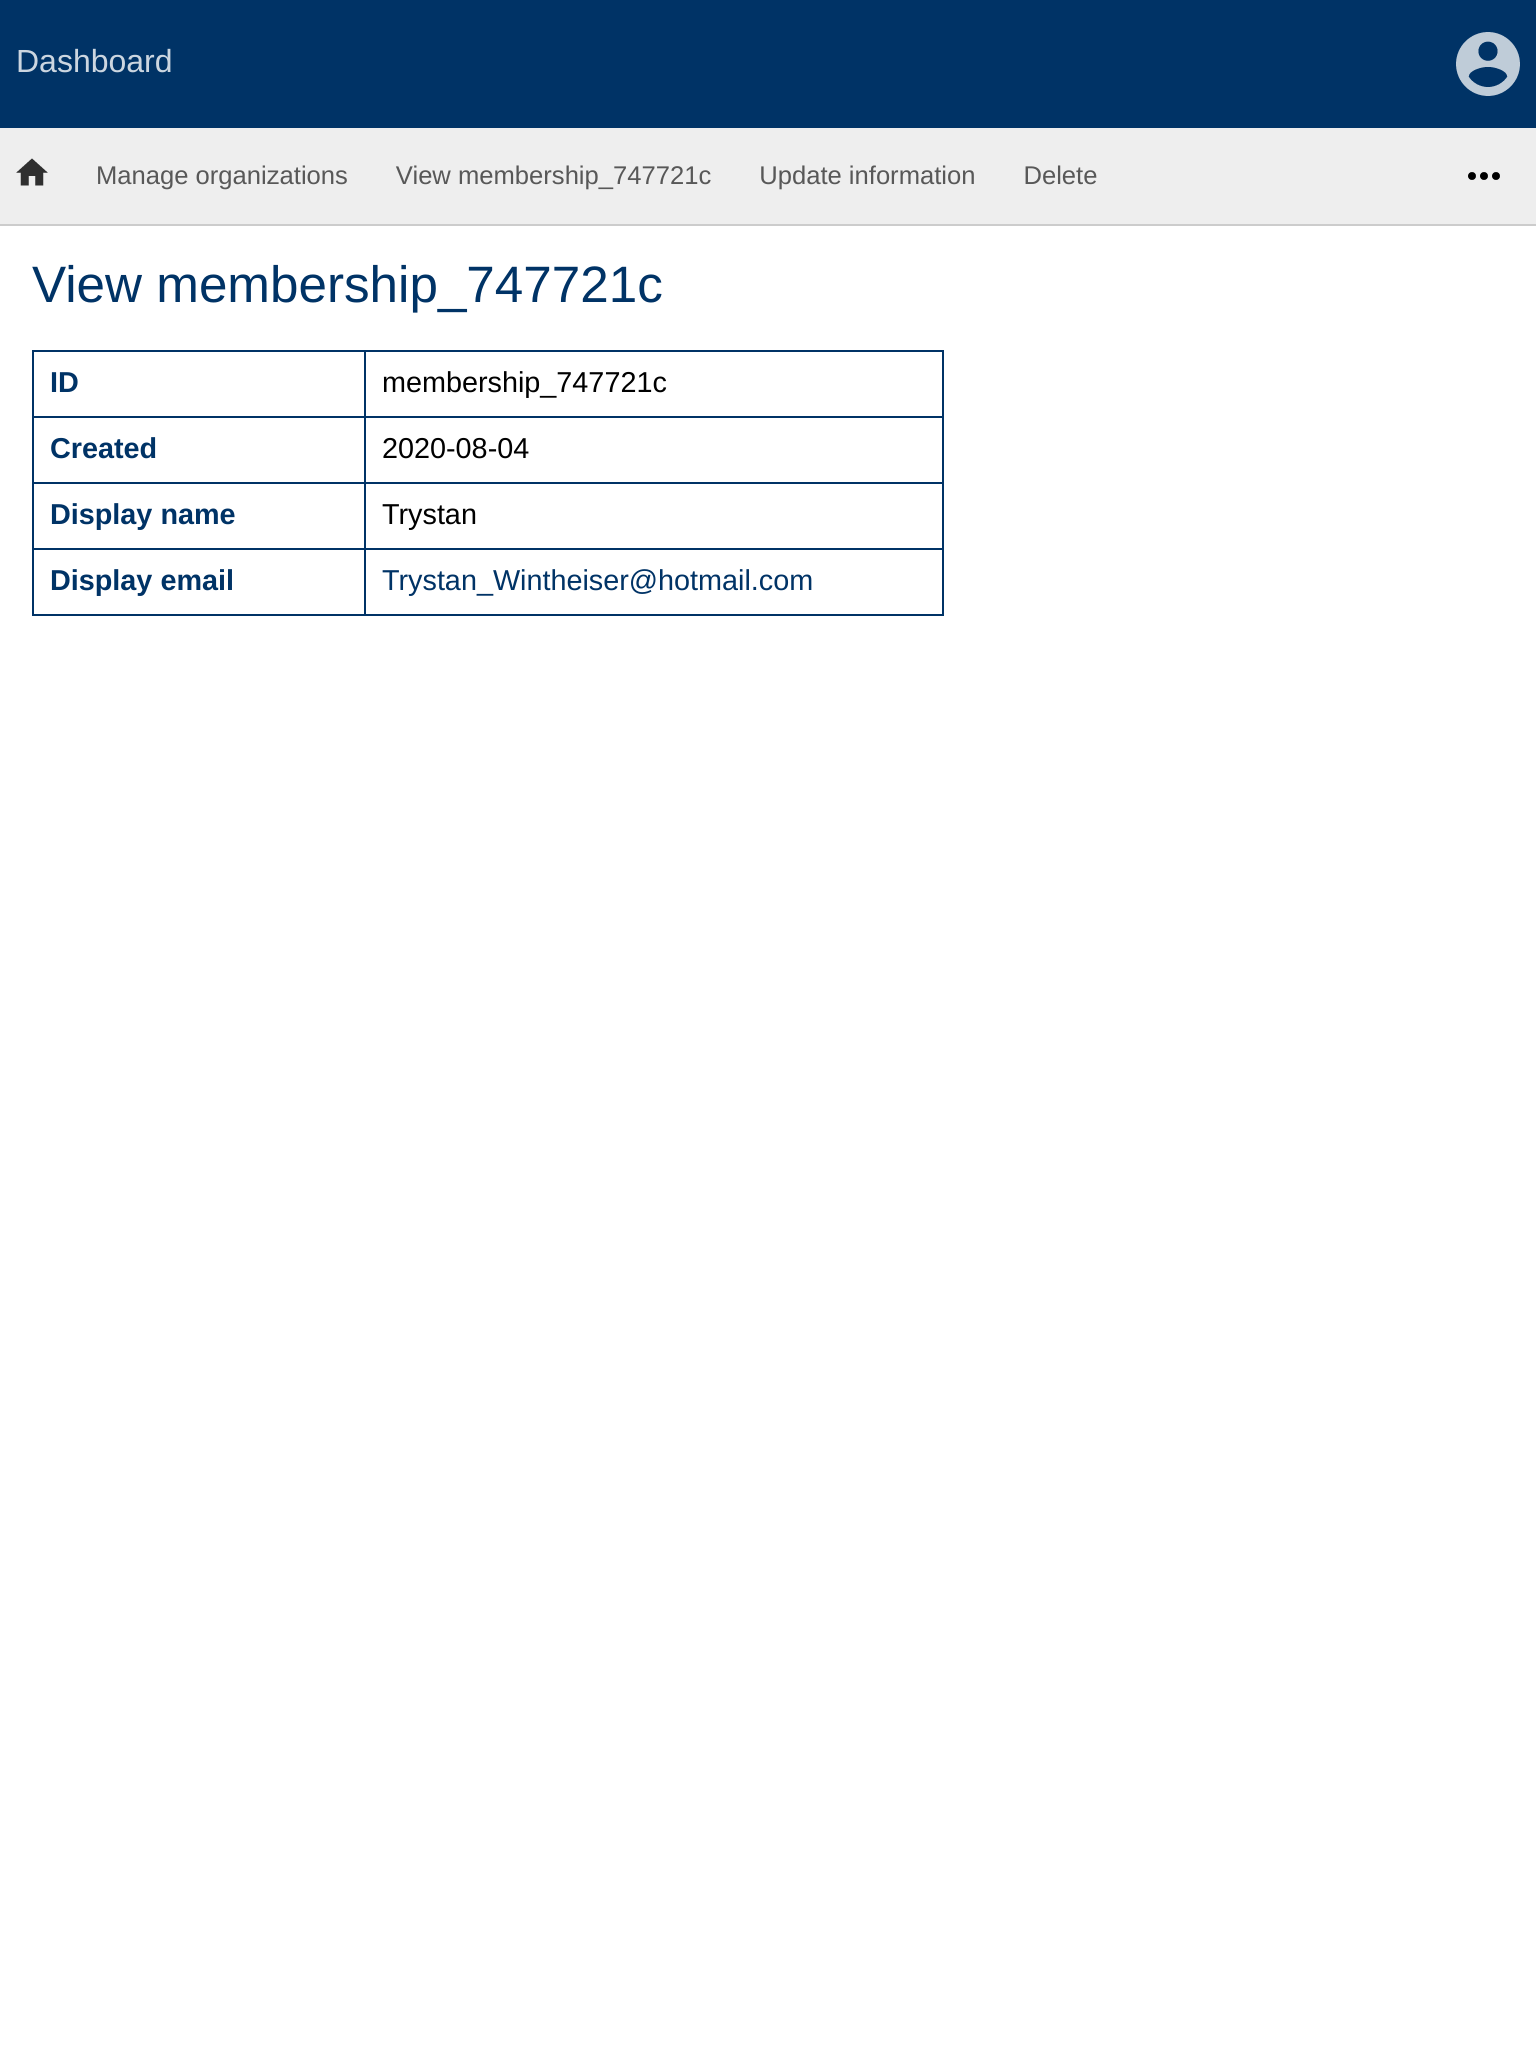 Dashboard
Manage organizations View membership_747721c Update information Delete
View membership_747721c
ID membership_747721c
Created 2020-08-04
Display name Trystan
Display email Trystan_Wintheiser@hotmail.com